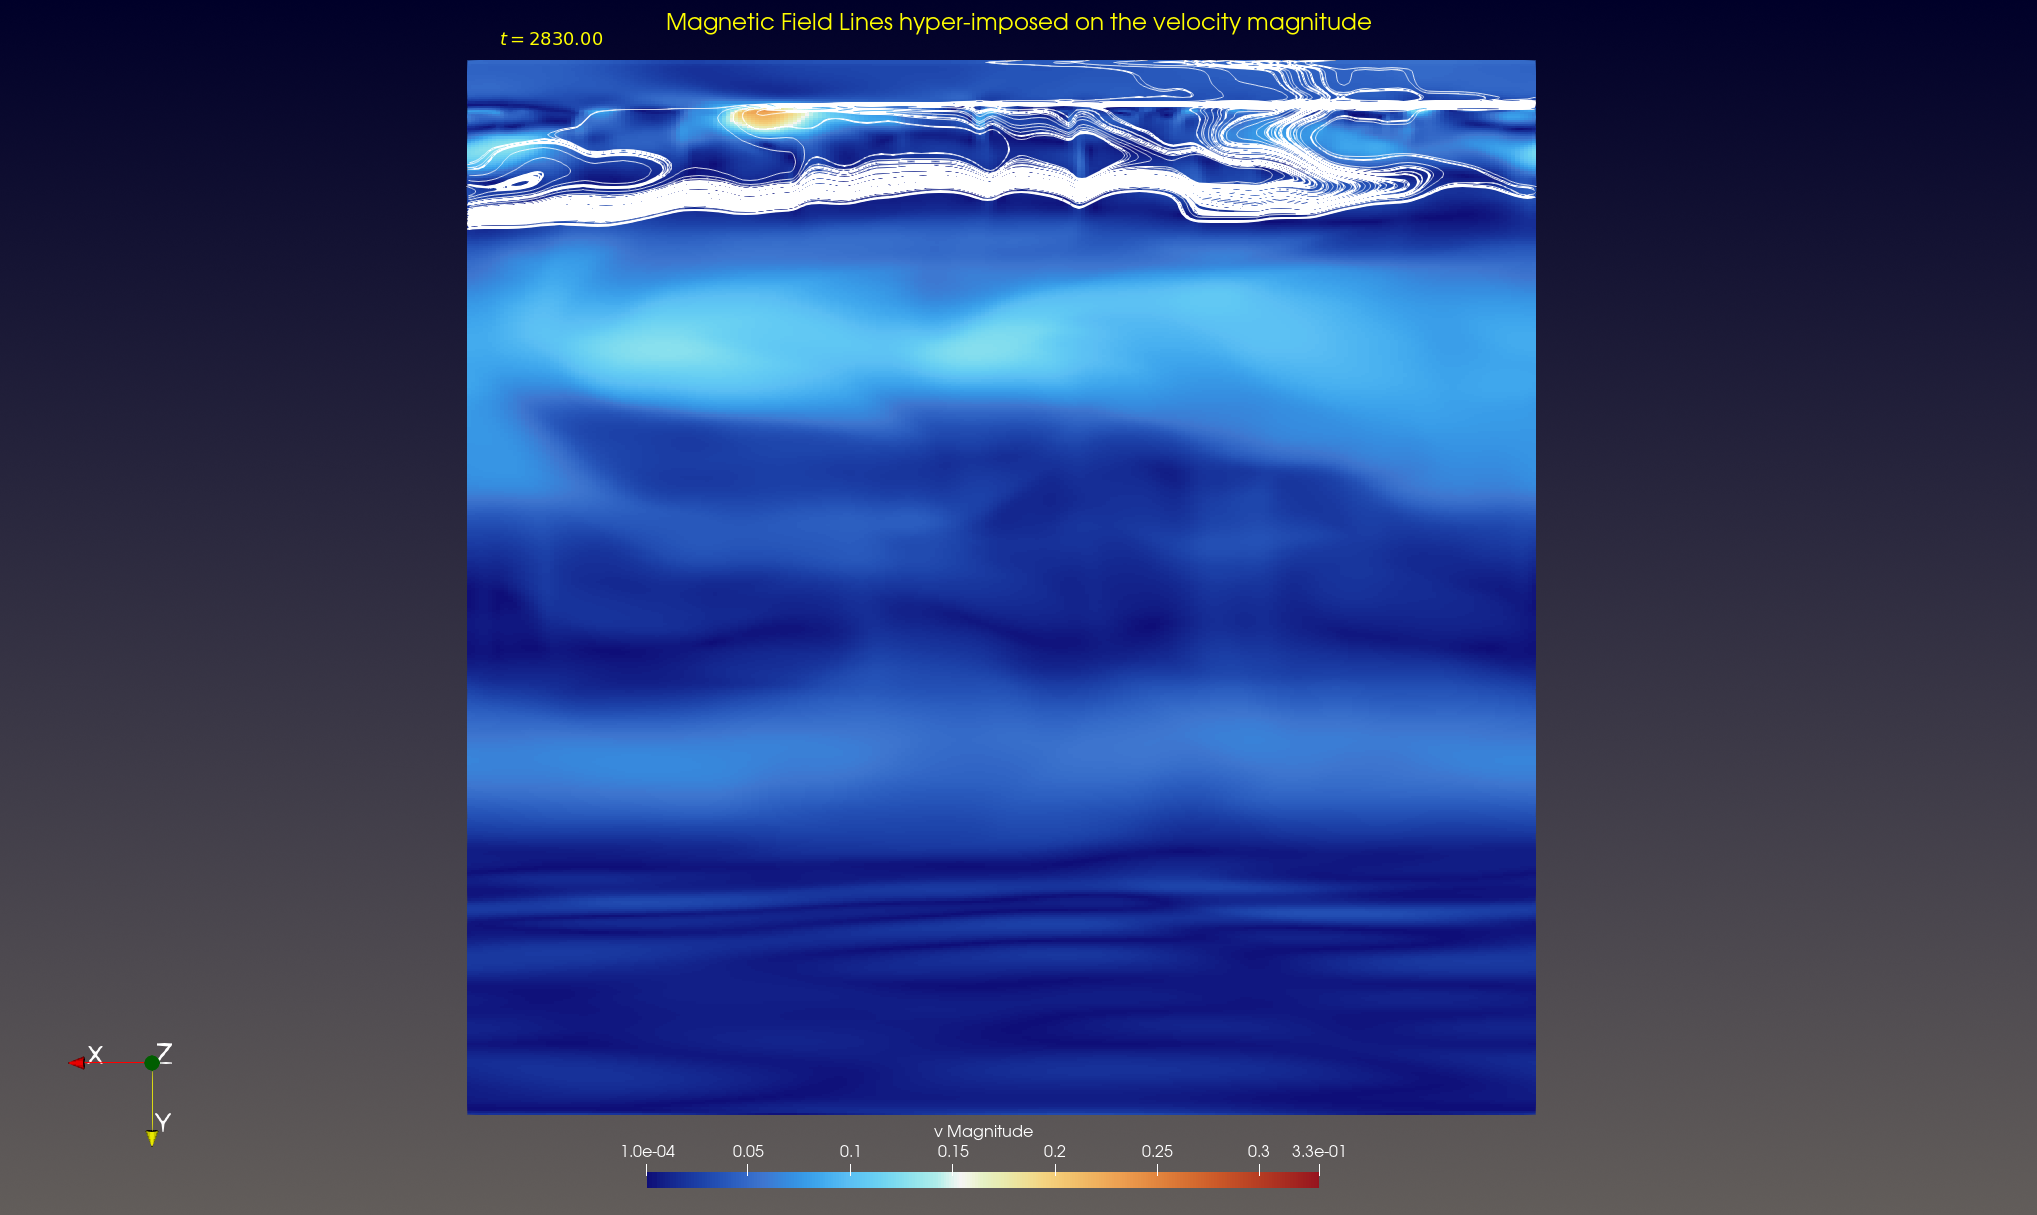 Magnetic Field Lines hyper-imposed on the velocity magnitude
t = 2830.00
X
Z
Y
v Magnitude
1.0e-04 0.05 0.1 0.15 0.2 0.25 0.3 3.3e-01